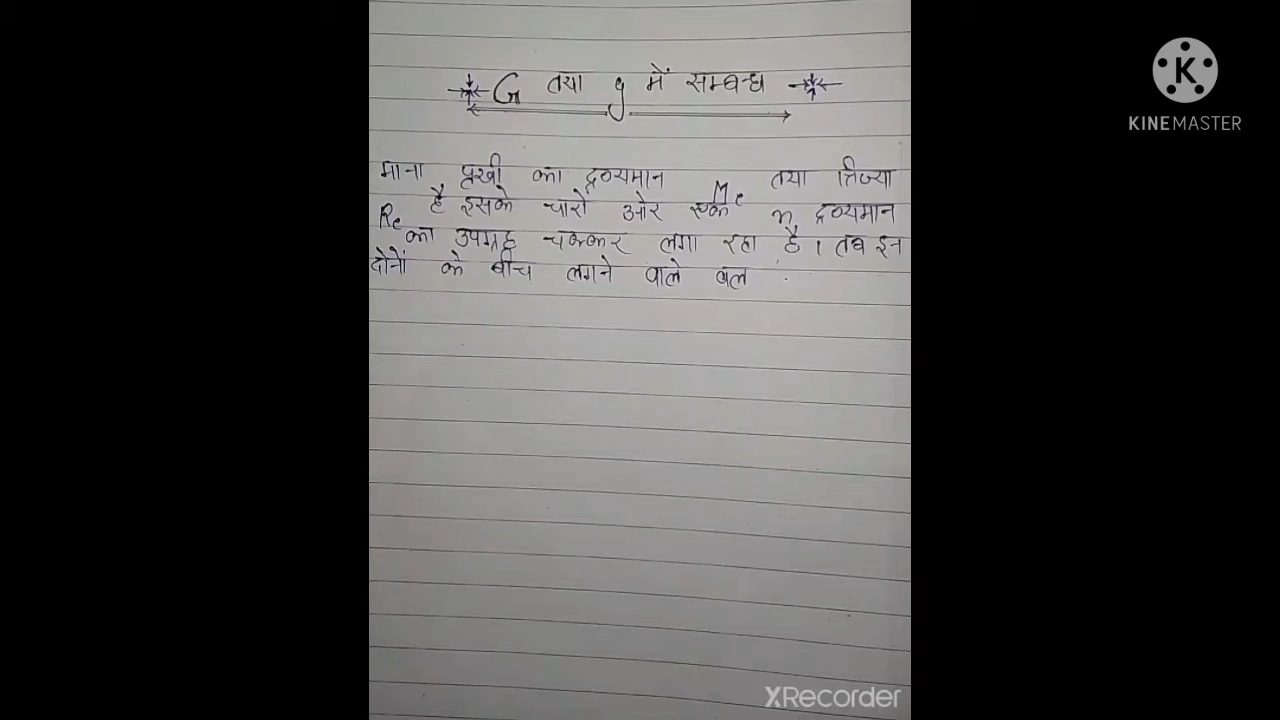 G तथा g में सम्बन्ध
माना पृथ्वी का द्रव्यमान Me तथा त्रिज्या
Re है इसके चारों ओर एक m द्रव्यमान
का उपग्रह चक्कर लगा रहा है । तब इन
दोनों के बीच लगने वाले बल
K
KINEMASTER
XRecorder